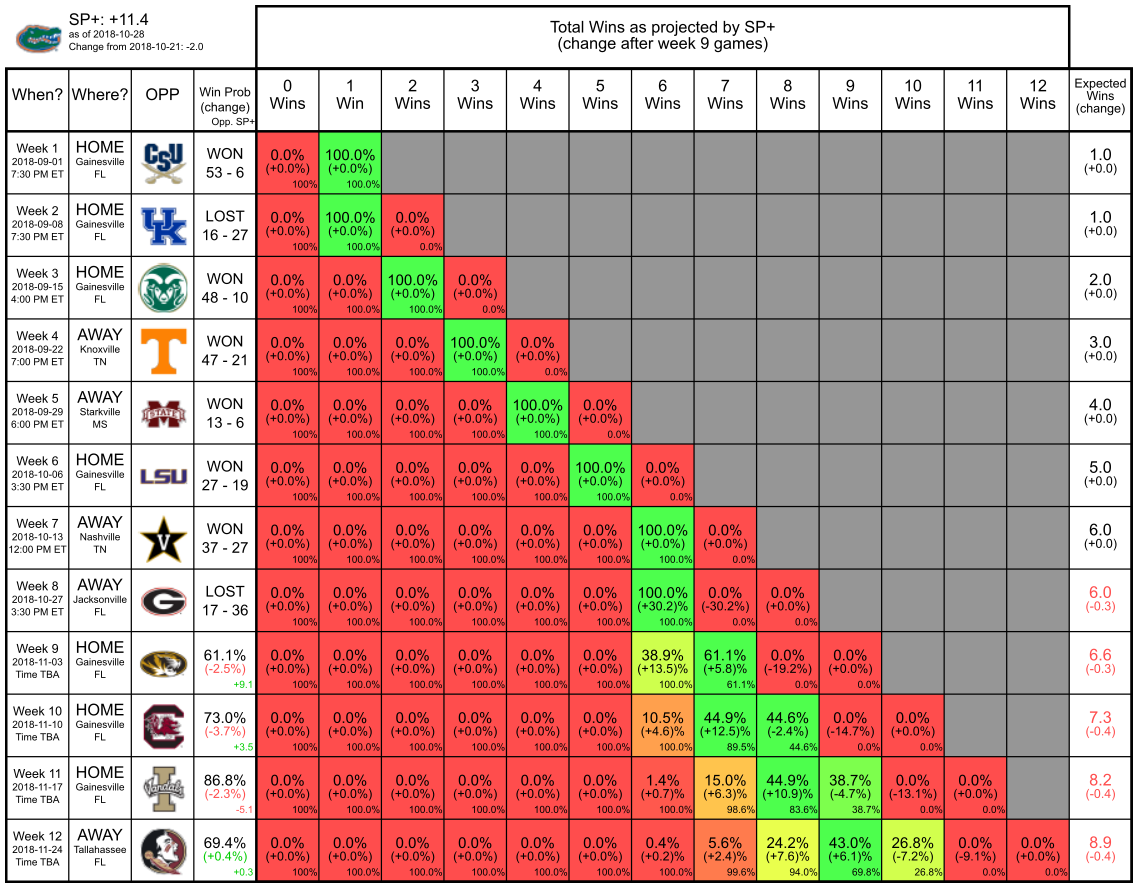 SP+: +11.4
as of 2018-10-28
Change from 2018-10-21: -2.0
Total Wins as projected by SP+
(change after week 9 games)
When? Where? OPP Win Prob (change) Opp. SP+ 0 Wins 1 Win 2 Wins 3 Wins 4 Wins 5 Wins 6 Wins 7 Wins 8 Wins 9 Wins 10 Wins 11 Wins 12 Wins Expected Wins (change)
Week 1 HOME CSU WON 0.0% 100.0% 1.0
2018-09-01 Gainesville (+0.0%) (+0.0%) (+0.0)
7:30 PM ET FL 53 - 6 100% 100.0%
Week 2 HOME UK LOST 0.0% 100.0% 0.0% 1.0
2018-09-08 Gainesville (+0.0%) (+0.0%) (+0.0%) (+0.0)
7:30 PM ET FL 16 - 27 100% 100.0% 0.0%
Week 3 HOME WON 0.0% 0.0% 100.0% 0.0% 2.0
2018-09-15 Gainesville (+0.0%) (+0.0%) (+0.0%) (+0.0%) (+0.0)
4:00 PM ET FL 48 - 10 100% 100.0% 100.0% 0.0%
Week 4 AWAY T WON 0.0% 0.0% 0.0% 100.0% 0.0% 3.0
2018-09-22 Knoxville (+0.0%) (+0.0%) (+0.0%) (+0.0%) (+0.0%) (+0.0)
7:00 PM ET TN 47 - 21 100% 100.0% 100.0% 100.0% 0.0%
Week 5 AWAY M STATE WON 0.0% 0.0% 0.0% 0.0% 100.0% 0.0% 4.0
2018-09-29 Starkville (+0.0%) (+0.0%) (+0.0%) (+0.0%) (+0.0%) (+0.0%) (+0.0)
6:00 PM ET MS 13 - 6 100% 100.0% 100.0% 100.0% 100.0% 0.0%
Week 6 HOME LSU WON 0.0% 0.0% 0.0% 0.0% 0.0% 100.0% 0.0% 5.0
2018-10-06 Gainesville (+0.0%) (+0.0%) (+0.0%) (+0.0%) (+0.0%) (+0.0%) (+0.0%) (+0.0)
3:30 PM ET FL 27 - 19 100% 100.0% 100.0% 100.0% 100.0% 100.0% 0.0%
Week 7 AWAY V WON 0.0% 0.0% 0.0% 0.0% 0.0% 0.0% 100.0% 0.0% 6.0
2018-10-13 Nashville (+0.0%) (+0.0%) (+0.0%) (+0.0%) (+0.0%) (+0.0%) (+0.0%) (+0.0%) (+0.0)
12:00 PM ET TN 37 - 27 100% 100.0% 100.0% 100.0% 100.0% 100.0% 100.0% 0.0%
Week 8 AWAY G LOST 0.0% 0.0% 0.0% 0.0% 0.0% 0.0% 100.0% 0.0% 0.0% 6.0
2018-10-27 Jacksonville (+0.0%) (+0.0%) (+0.0%) (+0.0%) (+0.0%) (+0.0%) (+30.2)% (-30.2%) (+0.0%) (-0.3)
3:30 PM ET FL 17 - 36 100% 100.0% 100.0% 100.0% 100.0% 100.0% 100.0% 0.0% 0.0%
Week 9 HOME 61.1% 0.0% 0.0% 0.0% 0.0% 0.0% 0.0% 38.9% 61.1% 0.0% 0.0% 6.6
2018-11-03 Gainesville (-2.5%) (+0.0%) (+0.0%) (+0.0%) (+0.0%) (+0.0%) (+0.0%) (+13.5)% (+5.8)% (-19.2%) (+0.0%) (-0.3)
Time TBA FL +9.1 100% 100% 100.0% 100.0% 100.0% 100.0% 100.0% 61.1% 0.0% 0.0%
Week 10 HOME C 73.0% 0.0% 0.0% 0.0% 0.0% 0.0% 0.0% 10.5% 44.9% 44.6% 0.0% 0.0% 7.3
2018-11-10 Gainesville (-3.7%) (+0.0%) (+0.0%) (+0.0%) (+0.0%) (+0.0%) (+0.0%) (+4.6)% (+12.5)% (-2.4%) (-14.7%) (+0.0%) (-0.4)
Time TBA FL +3.5 100% 100% 100.0% 100.0% 100.0% 100.0% 100.0% 89.5% 44.6% 0.0% 0.0%
Week 11 HOME I Vandals 86.8% 0.0% 0.0% 0.0% 0.0% 0.0% 0.0% 1.4% 15.0% 44.9% 38.7% 0.0% 0.0% 8.2
2018-11-17 Gainesville (-2.3%) (+0.0%) (+0.0%) (+0.0%) (+0.0%) (+0.0%) (+0.0%) (+0.7)% (+6.3)% (+10.9)% (-4.7%) (-13.1%) (+0.0%) (-0.4)
Time TBA FL -5.1 100% 100% 100% 100.0% 100.0% 100.0% 100.0% 98.6% 83.6% 38.7% 0.0% 0.0%
Week 12 AWAY 69.4% 0.0% 0.0% 0.0% 0.0% 0.0% 0.0% 0.4% 5.6% 24.2% 43.0% 26.8% 0.0% 0.0% 8.9
2018-11-24 Tallahassee (+0.4%) (+0.0%) (+0.0%) (+0.0%) (+0.0%) (+0.0%) (+0.0%) (+0.2)% (+2.4)% (+7.6)% (+6.1)% (-7.2%) (-9.1%) (+0.0%) (-0.4)
Time TBA FL +0.3 100% 100% 100% 100% 100.0% 100.0% 100.0% 99.6% 94.0% 69.8% 26.8% 0.0% 0.0%